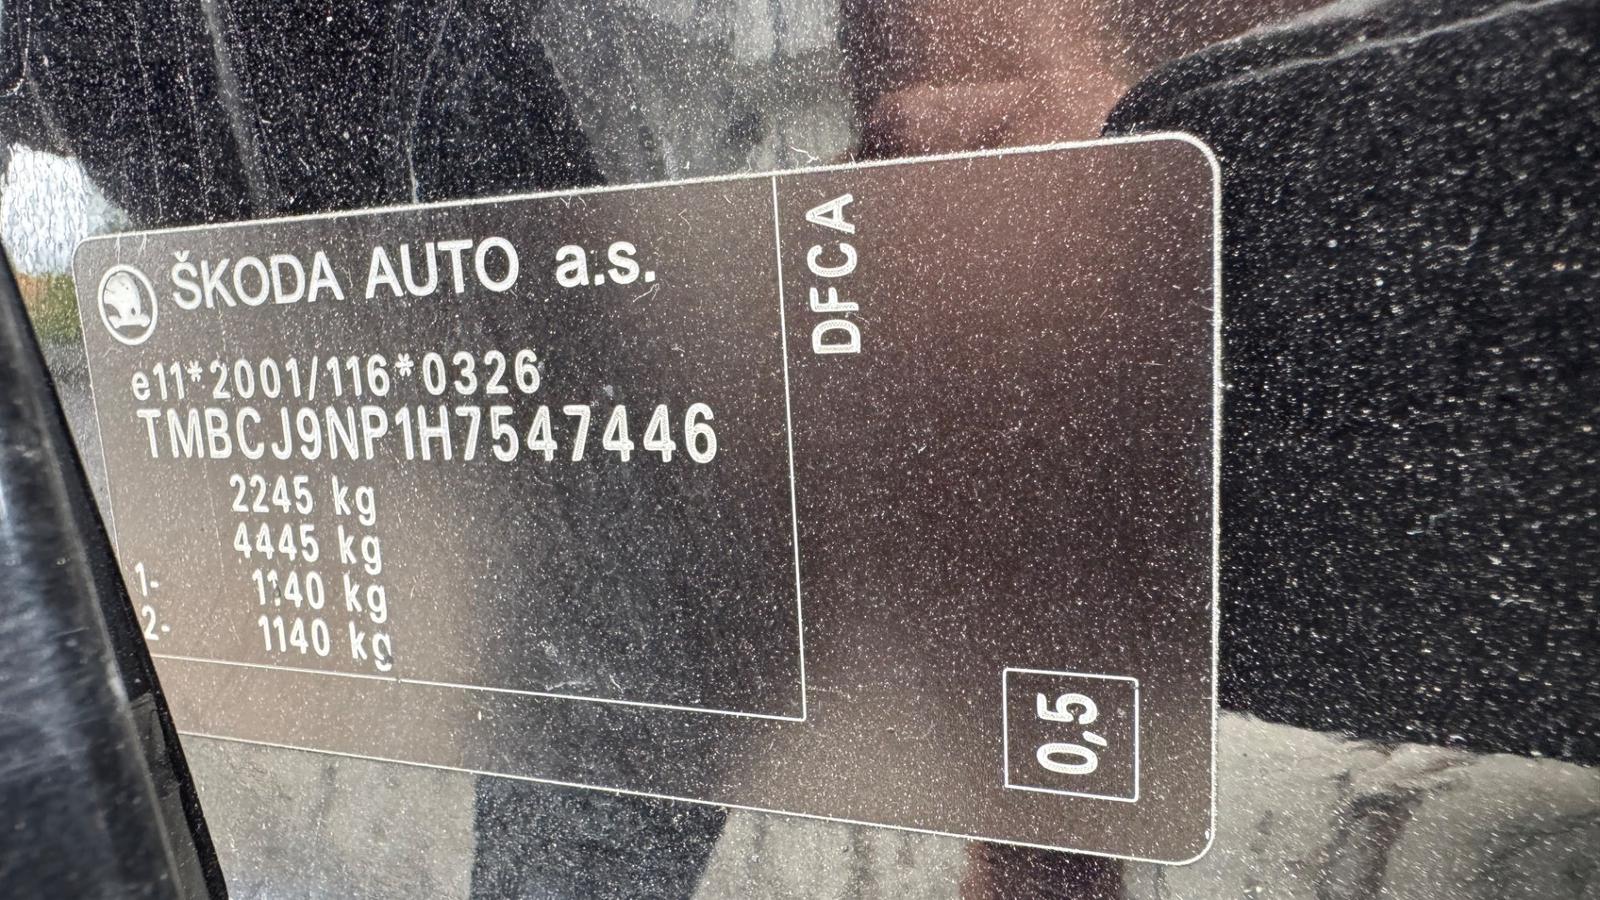 ŠKODA AUTO a.s.
e11*2001/116*0326
TMBCJ9NP1H7547446
2245 kg
4445 kg
1- 1140 kg
2- 1140 kg
DFCA
0,5